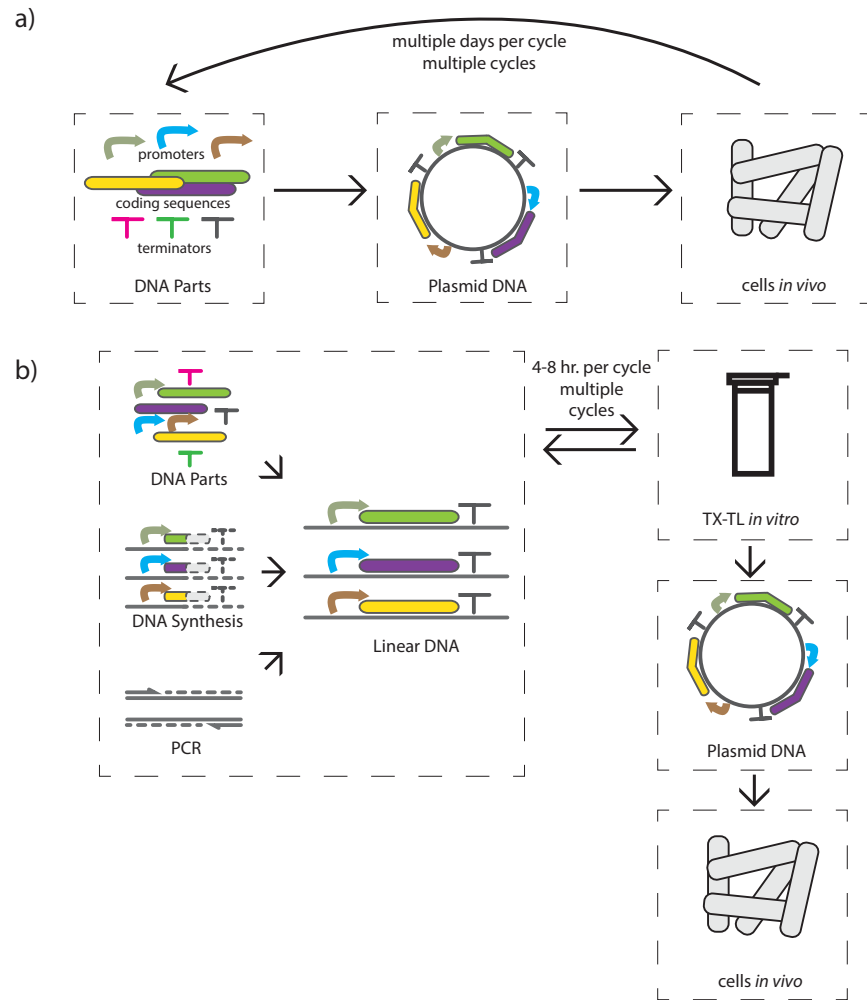 a)
multiple days per cycle
multiple cycles
promoters
coding sequences
terminators
DNA Parts
Plasmid DNA
cells in vivo
b)
4-8 hr. per cycle
multiple
cycles
DNA Parts
DNA Synthesis
PCR
Linear DNA
TX-TL in vitro
Plasmid DNA
cells in vivo